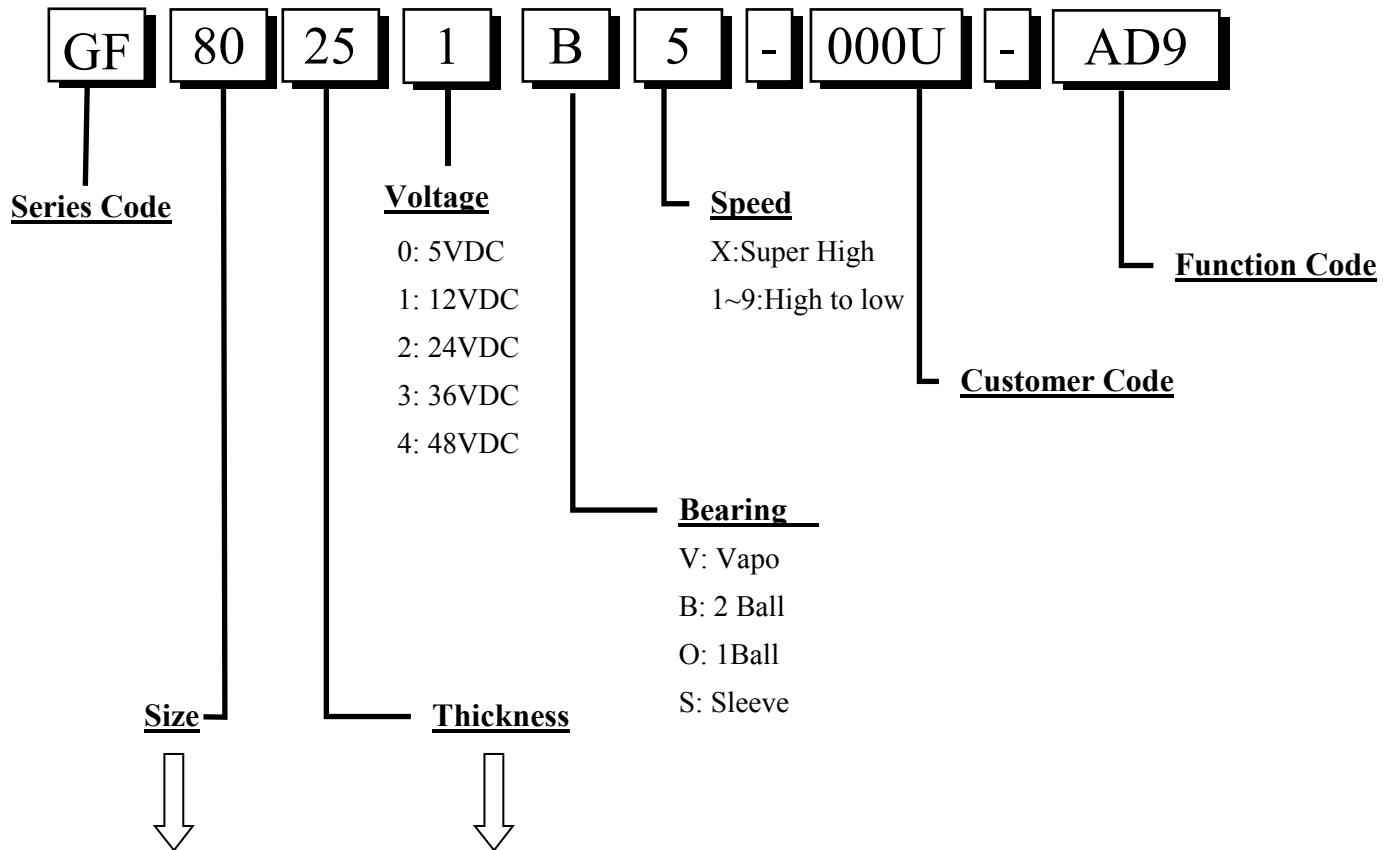 GF 80 25 1 B 5 - 000U - AD9
Series Code
Voltage
0: 5VDC
1: 12VDC
2: 24VDC
3: 36VDC
4: 48VDC
Speed
X:Super High
1~9:High to low
Function Code
Customer Code
Bearing
V: Vapo
B: 2 Ball
O: 1Ball
S: Sleeve
Size
Thickness